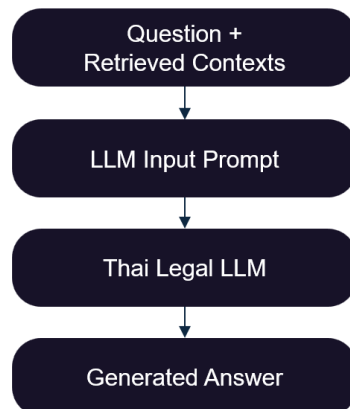 Question +
Retrieved Contexts
LLM Input Prompt
Thai Legal LLM
Generated Answer